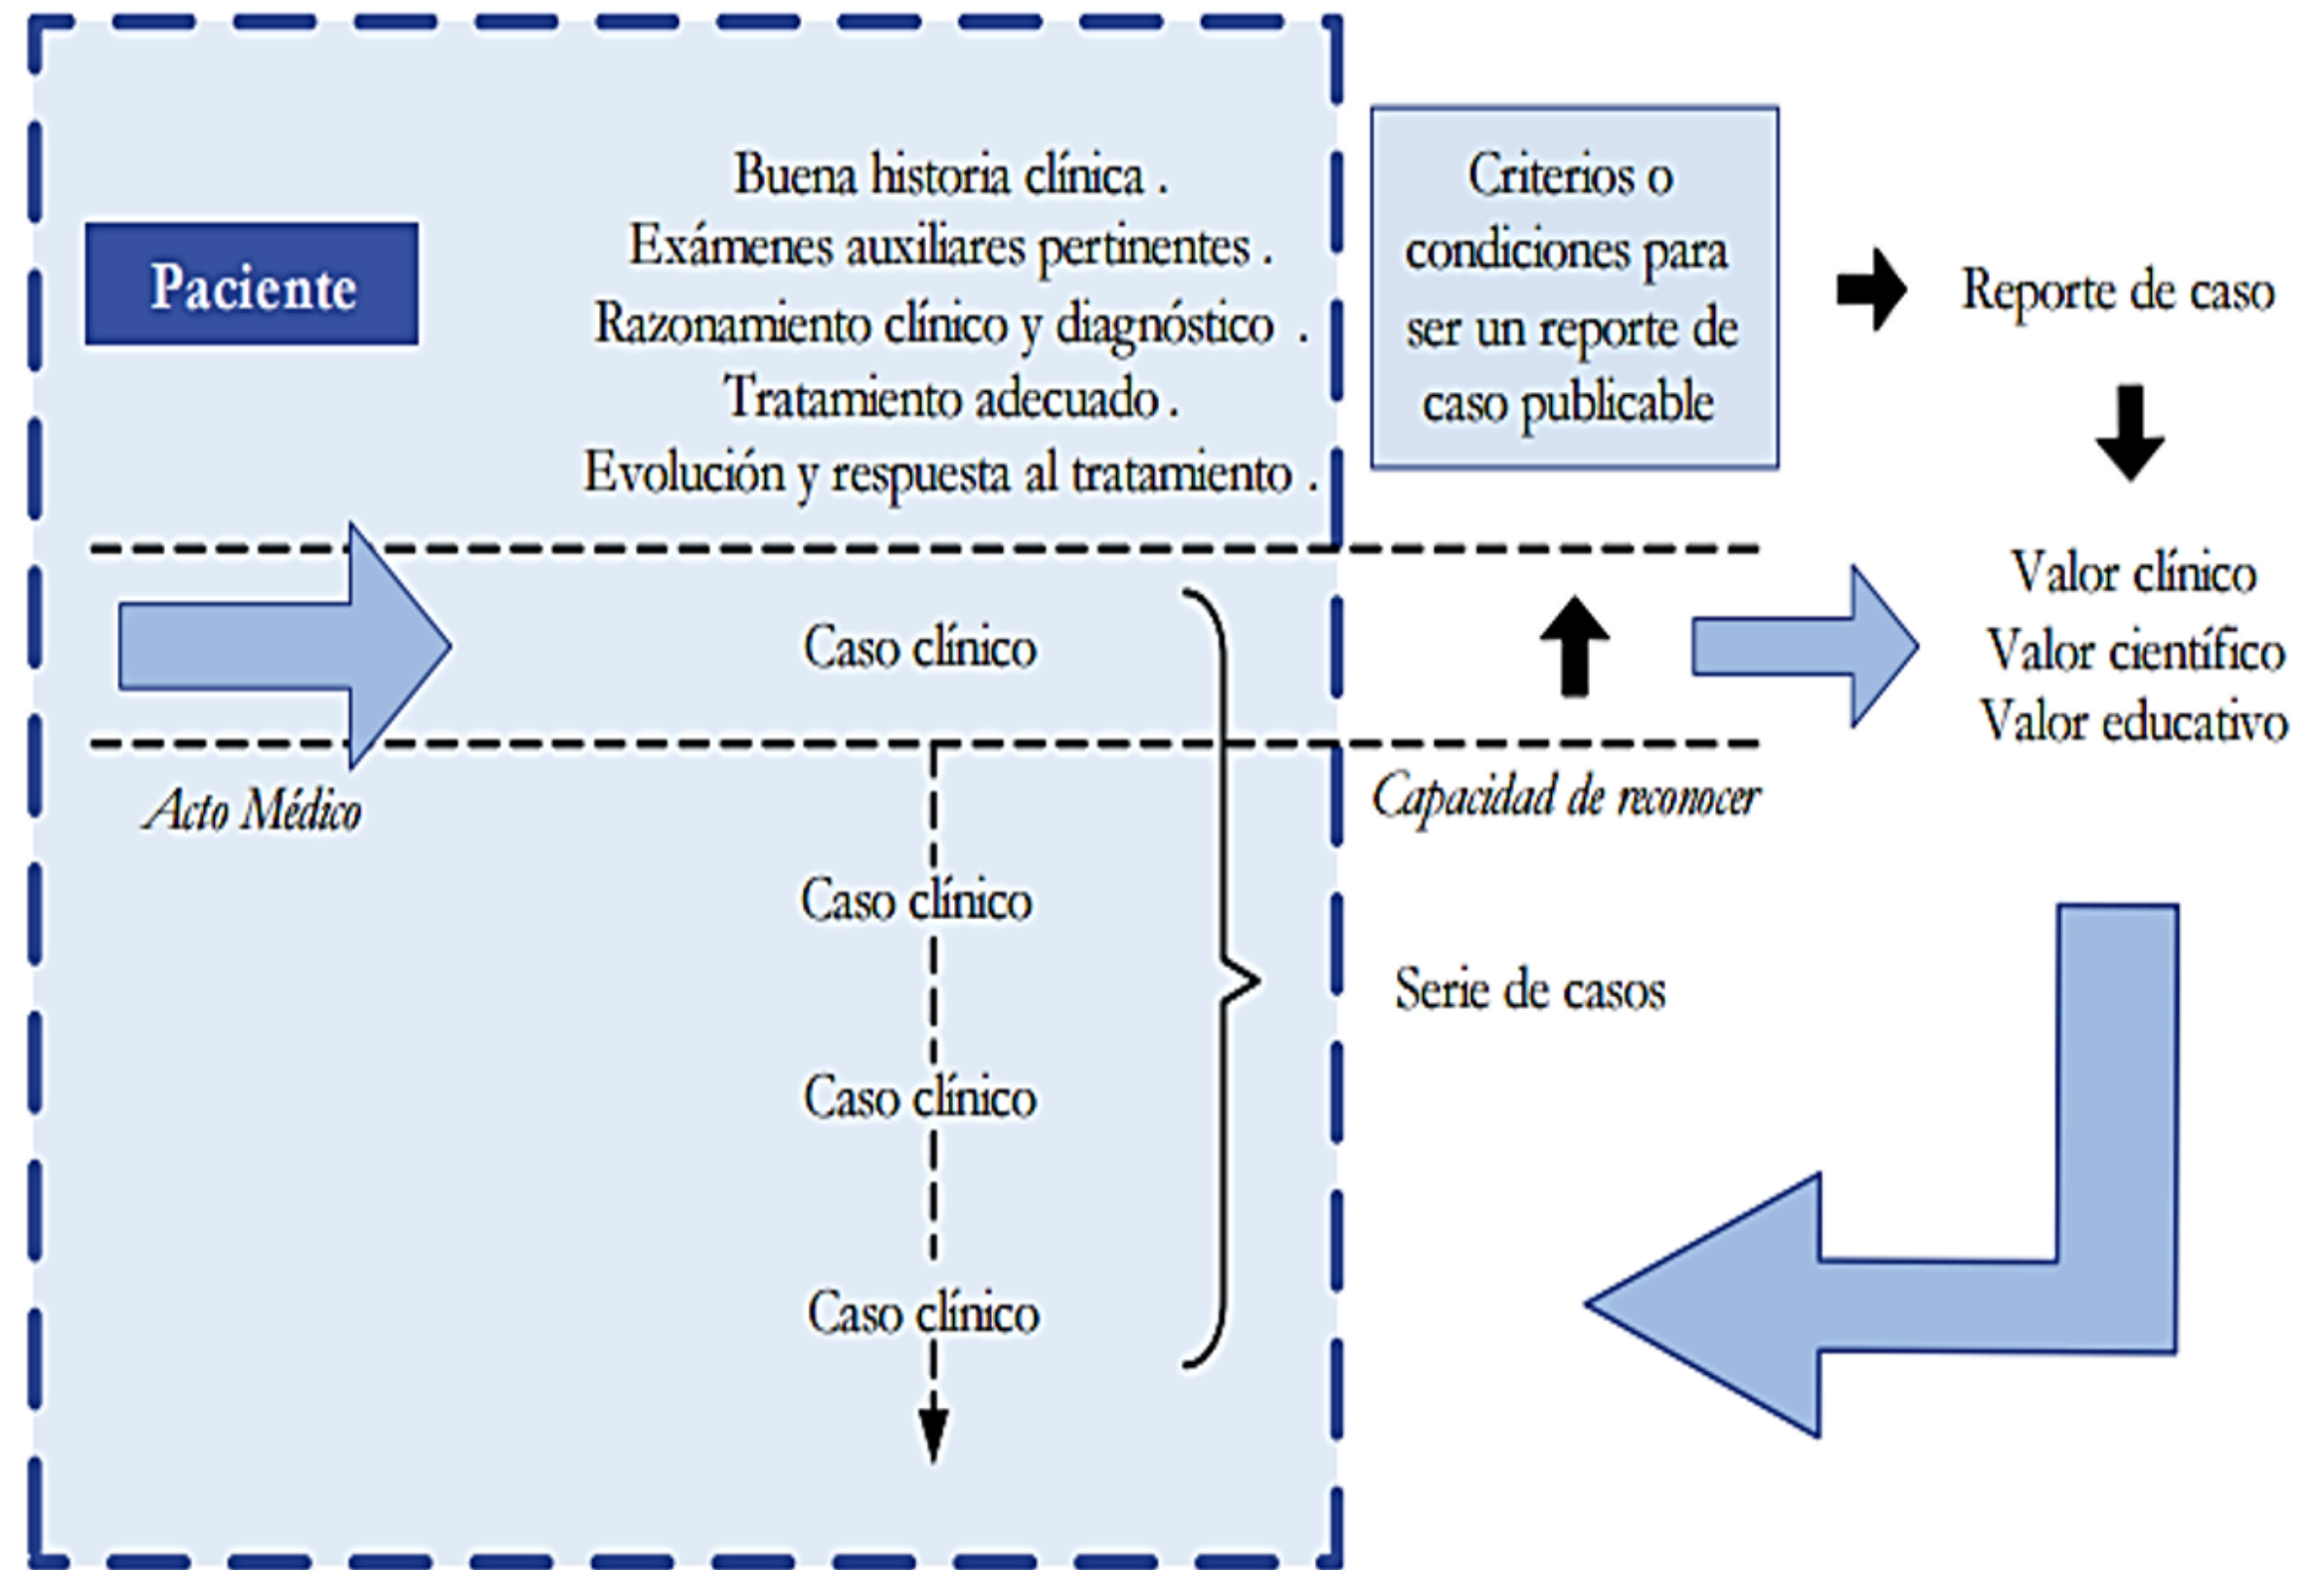 Paciente
Buena historia clínica .
Exámenes auxiliares pertinentes .
Razonamiento clínico y diagnóstico .
Tratamiento adecuado .
Evolución y respuesta al tratamiento .
Criterios o
condiciones para
ser un reporte de
caso publicable
Reporte de caso
Caso clínico
Valor clínico
Valor científico
Valor educativo
Acto Médico
Capacidad de reconocer
Caso clínico
Serie de casos
Caso clínico
Caso clínico